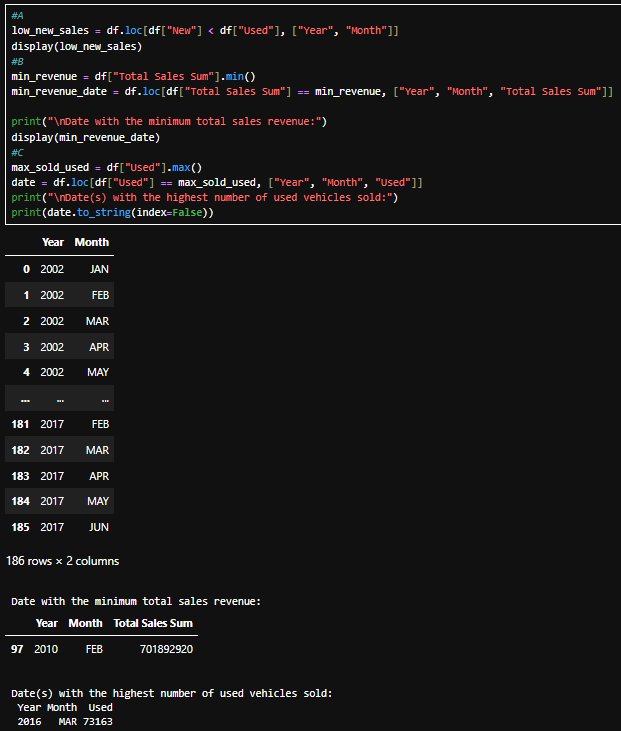 #A
low_new_sales = df.loc[df["New"] < df["Used"], ["Year", "Month"]]
display(low_new_sales)
#B
min_revenue = df["Total Sales Sum"].min()
min_revenue_date = df.loc[df["Total Sales Sum"] == min_revenue, ["Year", "Month", "Total Sales Sum"]]
print("\nDate with the minimum total sales revenue:")
display(min_revenue_date)
#C
max_sold_used = df["Used"].max()
date = df.loc[df["Used"] == max_sold_used, ["Year", "Month", "Used"]]
print("\nDate(s) with the highest number of used vehicles sold:")
print(date.to_string(index=False))
Year Month
0 2002 JAN
1 2002 FEB
2 2002 MAR
3 2002 APR
4 2002 MAY
... ... ...
181 2017 FEB
182 2017 MAR
183 2017 APR
184 2017 MAY
185 2017 JUN
186 rows × 2 columns
Date with the minimum total sales revenue:
Year Month Total Sales Sum
97 2010 FEB 701892920
Date(s) with the highest number of used vehicles sold:
Year Month Used
2016 MAR 73163